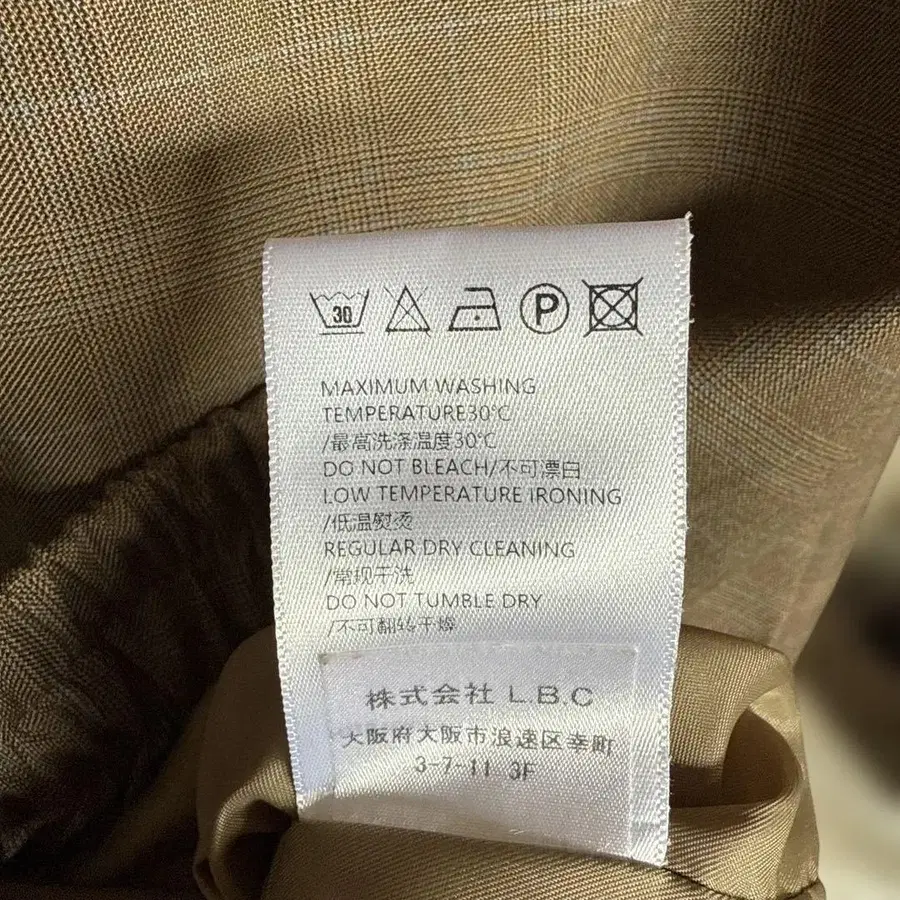 30 P
MAXIMUM WASHING
TEMPERATURE30℃
/最高洗涤温度30℃
DO NOT BLEACH/不可漂白
LOW TEMPERATURE IRONING
/低温熨烫
REGULAR DRY CLEANING
/常规干洗
DO NOT TUMBLE DRY
/不可翻转干燥
株式会社 L.B.C
大阪府大阪市浪速区幸町
3-7-11 3F